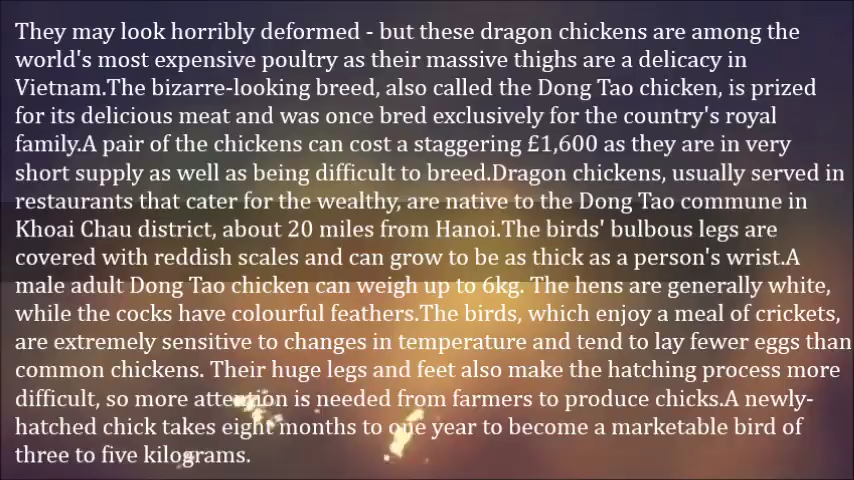 They may look horribly deformed - but these dragon chickens are among the
world's most expensive poultry as their massive thighs are a delicacy in
Vietnam.The bizarre-looking breed, also called the Dong Tao chicken, is prized
for its delicious meat and was once bred exclusively for the country's royal
family.A pair of the chickens can cost a staggering £1,600 as they are in very
short supply as well as being difficult to breed.Dragon chickens, usually served in
restaurants that cater for the wealthy, are native to the Dong Tao commune in
Khoai Chau district, about 20 miles from Hanoi.The birds' bulbous legs are
covered with reddish scales and can grow to be as thick as a person's wrist.A
male adult Dong Tao chicken can weigh up to 6kg. The hens are generally white,
while the cocks have colourful feathers.The birds, which enjoy a meal of crickets,
are extremely sensitive to changes in temperature and tend to lay fewer eggs than
common chickens. Their huge legs and feet also make the hatching process more
difficult, so more attention is needed from farmers to produce chicks.A newly-
hatched chick takes eight months to one year to become a marketable bird of
three to five kilograms.